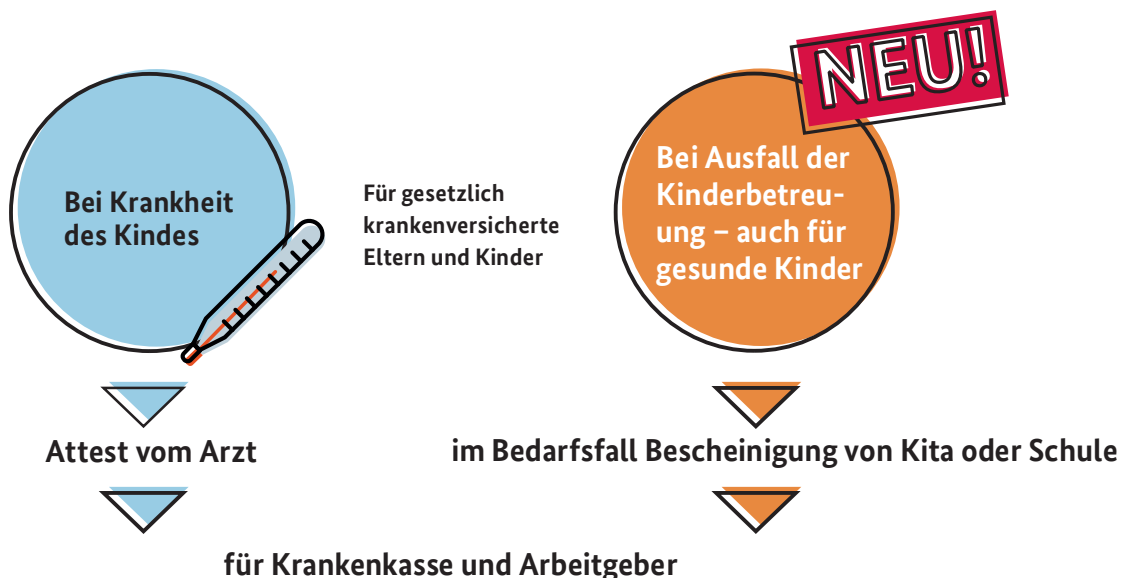 NEU!
Bei Krankheit
des Kindes
Für gesetzlich
krankenversicherte
Eltern und Kinder
Bei Ausfall der
Kinderbetreu-
ung – auch für
gesunde Kinder
Attest vom Arzt
im Bedarfsfall Bescheinigung von Kita oder Schule
für Krankenkasse und Arbeitgeber